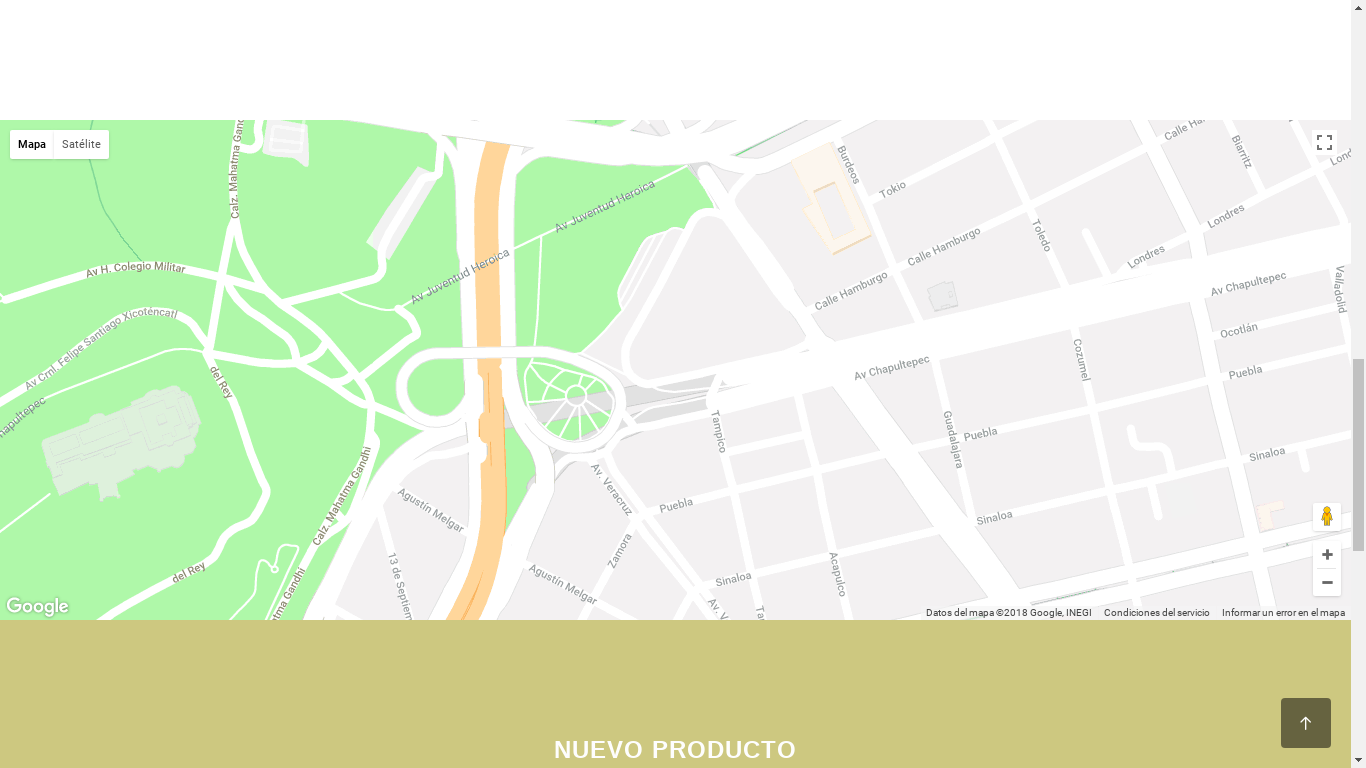 Mapa
Satélite
Calz. Mahatma Gand
Burdeos
Calle Ham
Biarritz
Lon
Tokio
Av Juventud Heroica
Londres
Toledo
Calle Hamburgo
Av H. Colegio Militar
Av Juventud Heroica
Londres
Calle Hamburgo
Av Chapultepec
Valladolid
Av Crnl. Felipe Santiago Xicoténcatl
Ocotlán
del Rey
Av Chapultepec
Cozumel
Puebla
hapultepec
Tampico
Guadalajara
Puebla
Sinaloa
Calz. Mahatma Gandhi
Av. Veracruz
Agustín Melgar
Puebla
Sinaloa
Zamora
del Rey
13 de Septiem
Agustín Melgar
Sinaloa
Acapulco
atma Gandhi
Av. V
Ta
Google
Datos del mapa ©2018 Google, INEGI
Condiciones del servicio
Informar un error en el mapa
NUEVO PRODUCTO